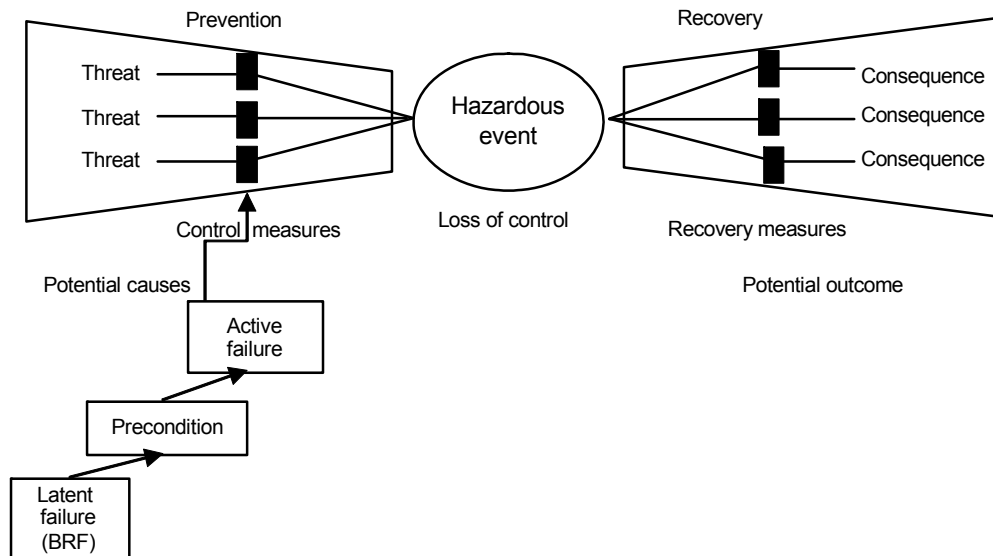 Prevention
Recovery
Threat
Threat
Threat
Hazardous
event
Consequence
Consequence
Consequence
Control measures
Loss of control
Recovery measures
Potential causes
Potential outcome
Active
failure
Precondition
Latent
failure
(BRF)